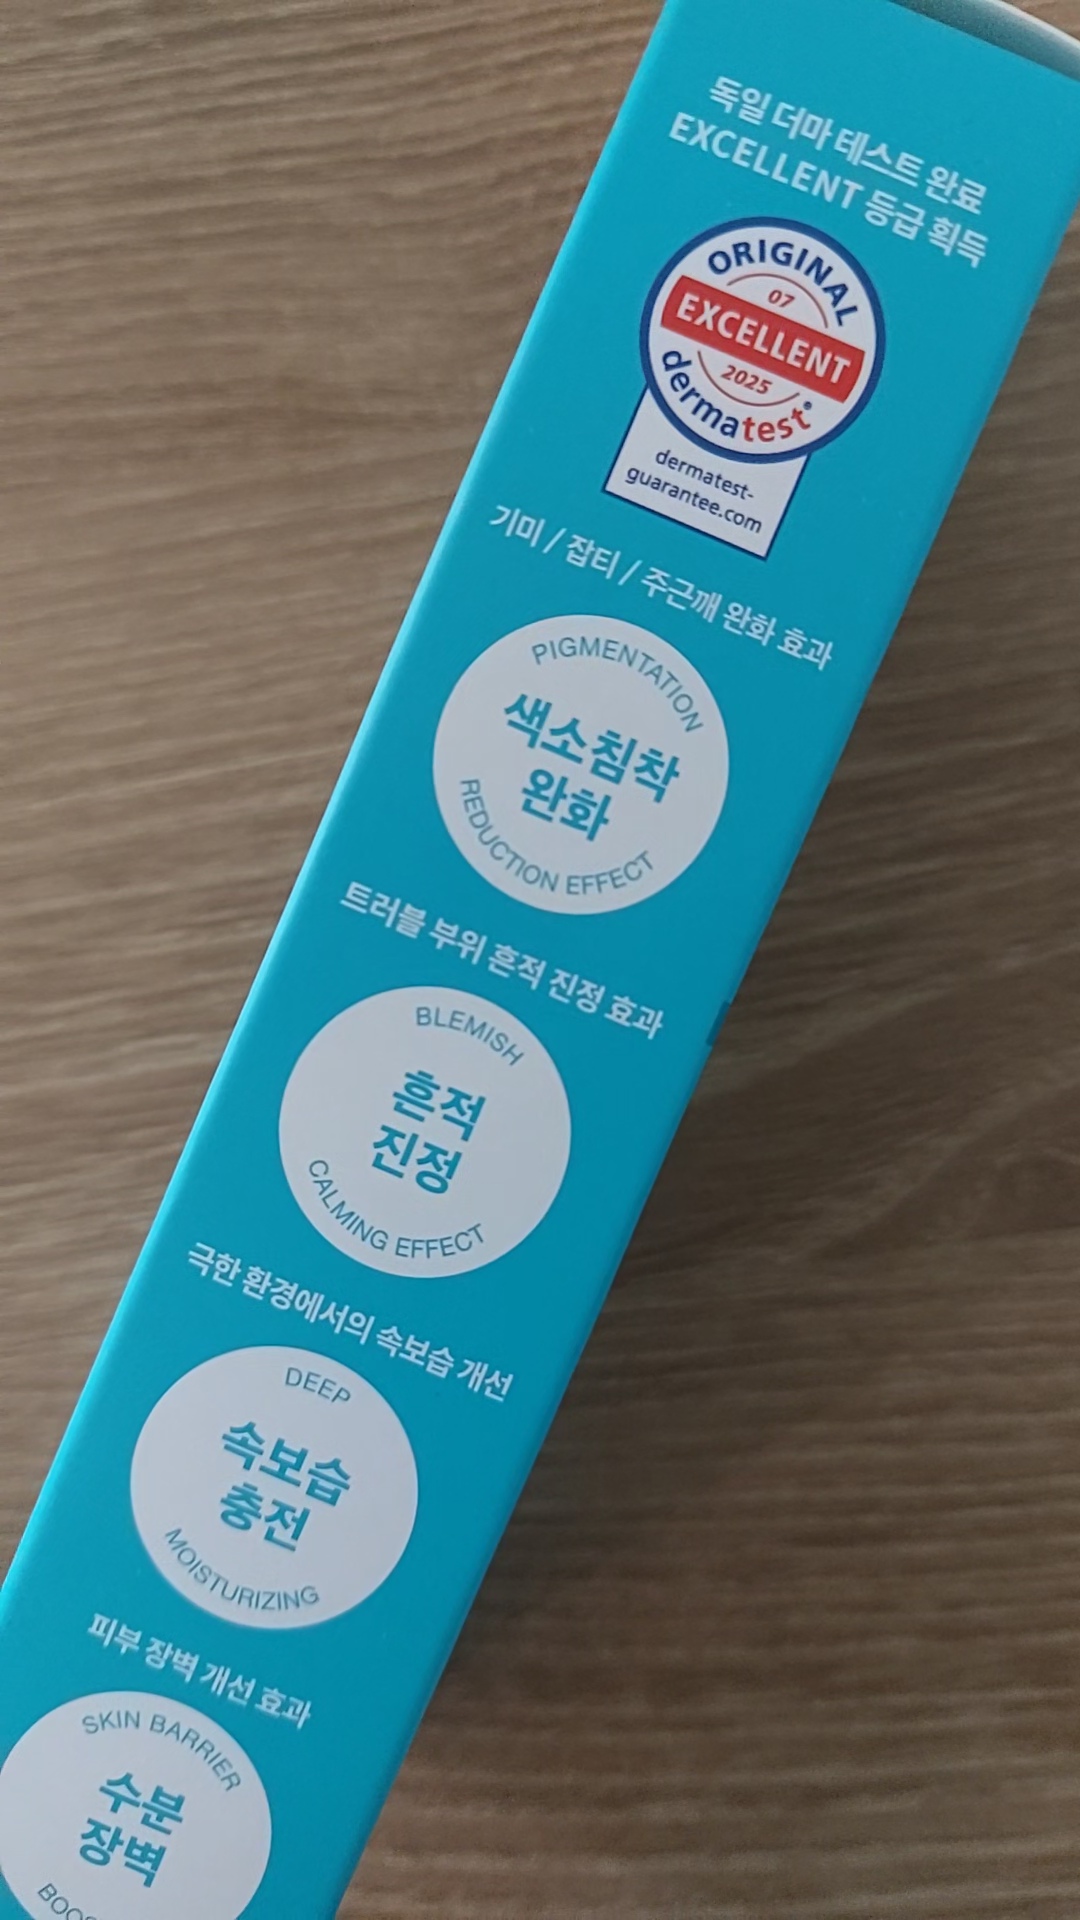 독일 더마 테스트 완료
EXCELLENT 등급 획득
ORIGINAL
07
EXCELLENT
2025
dermatest®
dermatest-
guarantee.com
기미 / 잡티 / 주근깨 완화 효과
PIGMENTATION
색소침착
완화
REDUCTION EFFECT
트러블 부위 흔적 진정 효과
BLEMISH
흔적
진정
CALMING EFFECT
극한 환경에서의 속보습 개선
DEEP
속보습
충전
MOISTURIZING
피부 장벽 개선 효과
SKIN BARRIER
수분
장벽